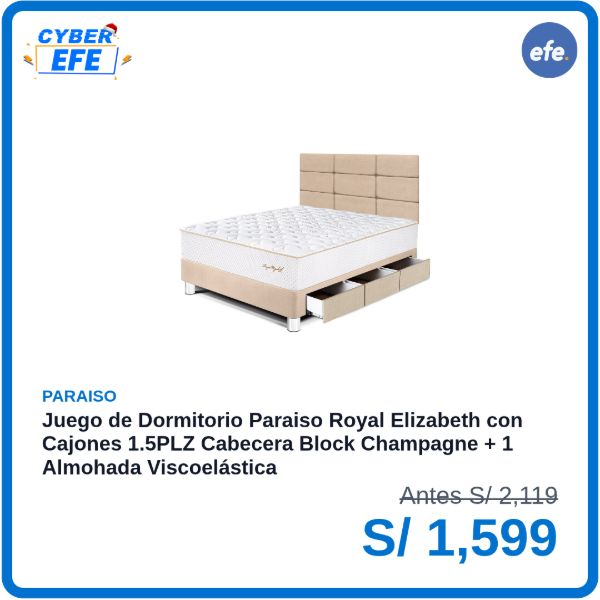 CYBER
EFE
efe.
PARAISO
Juego de Dormitorio Paraiso Royal Elizabeth con
Cajones 1.5PLZ Cabecera Block Champagne + 1
Almohada Viscoelástica
Antes S/ 2,119
S/ 1,599